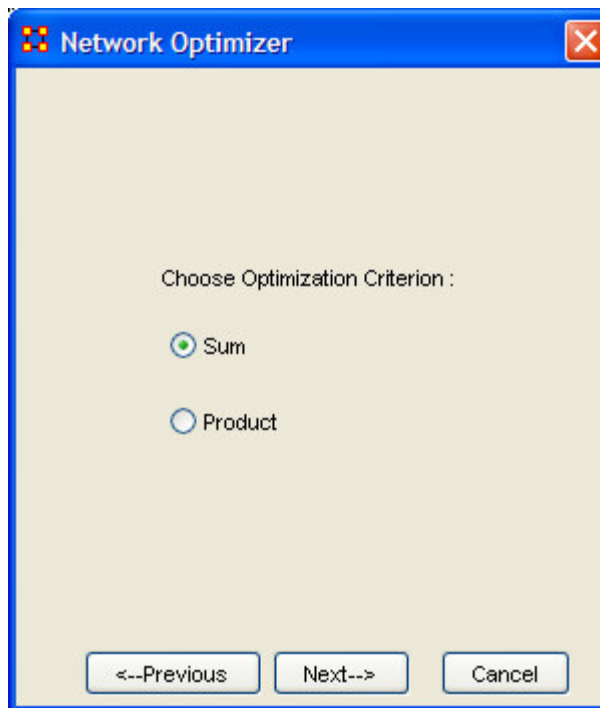 Network Optimizer
Choose Optimization Criterion :
Sum
Product
<--Previous Next--> Cancel